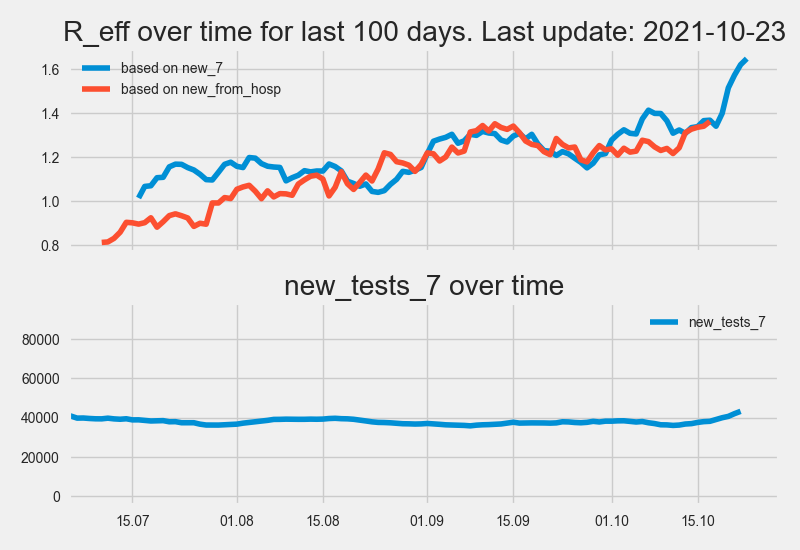 R_eff over time for last 100 days. Last update: 2021-10-23
1.6
1.4
1.2
1.0
0.8
based on new_7
based on new_from_hosp
new_tests_7 over time
80000
60000
40000
20000
0
new_tests_7
15.07 01.08 15.08 01.09 15.09 01.10 15.10